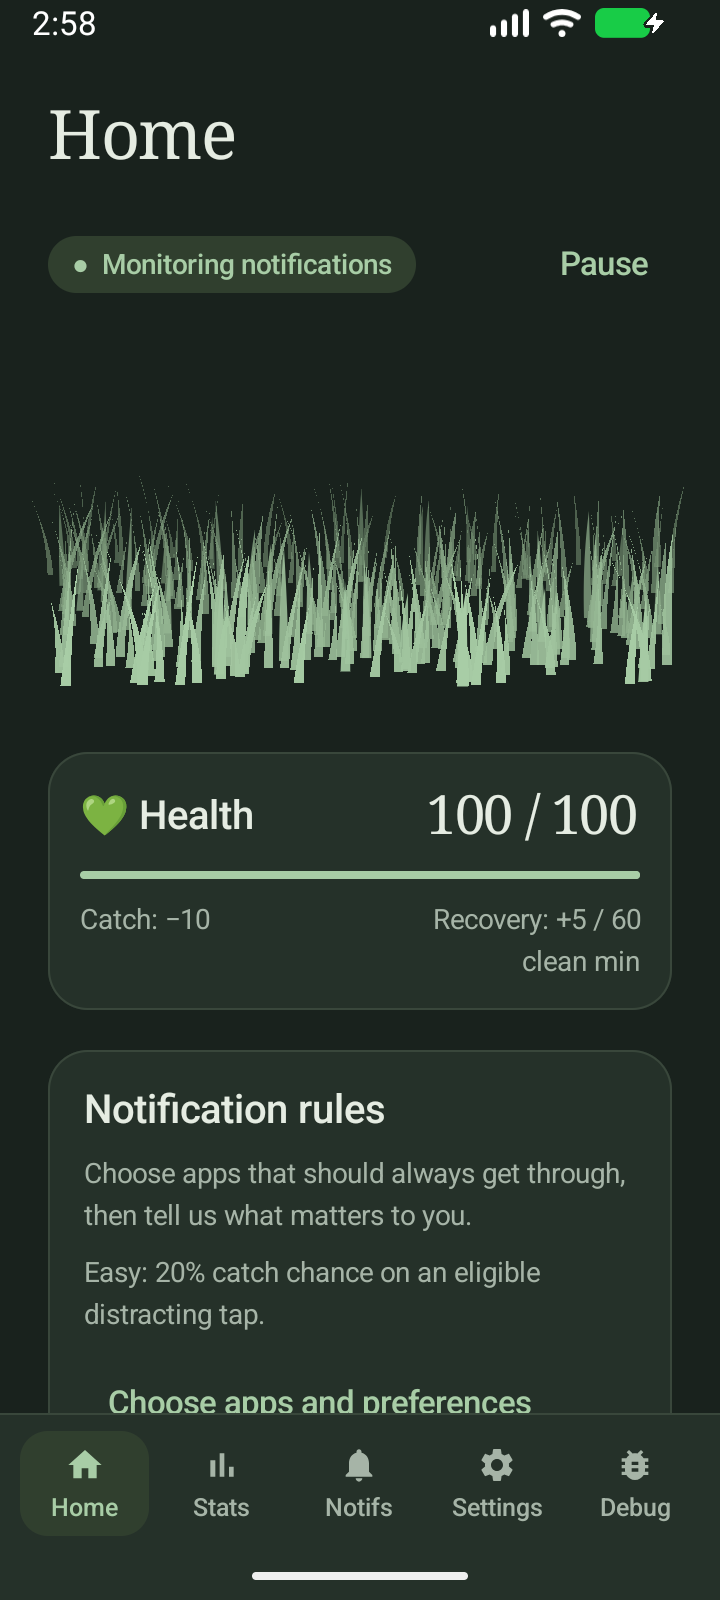 2:58
Home
Monitoring notifications
Pause
Health
100 / 100
Catch: −10
Recovery: +5 / 60
clean min
Notification rules
Choose apps that should always get through,
then tell us what matters to you.
Easy: 20% catch chance on an eligible
distracting tap.
Choose apps and preferences
Home
Stats
Notifs
Settings
Debug